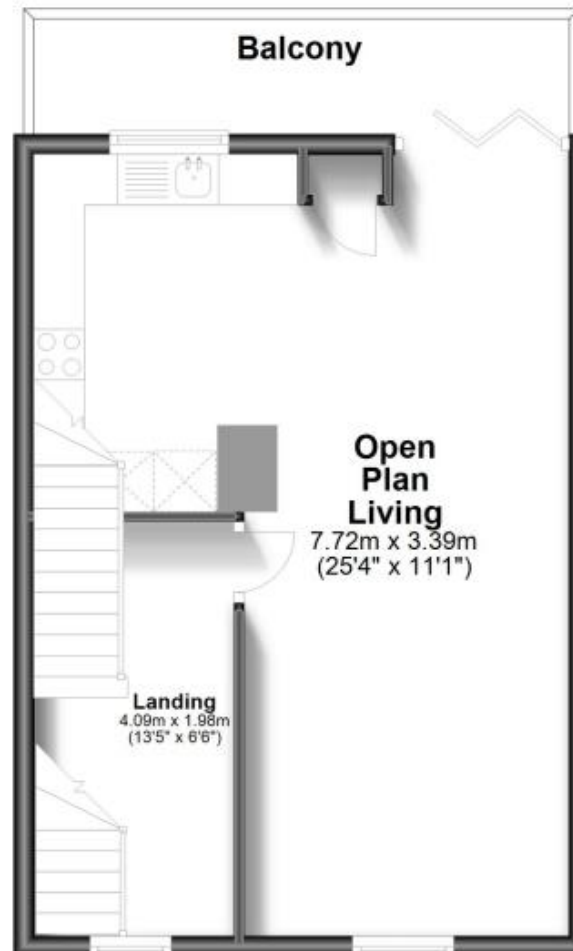 Balcony
Open
Plan
Living
7.72m x 3.39m
(25'4" x 11'1")
Landing
4.09m x 1.98m
(13'5" x 6'6")